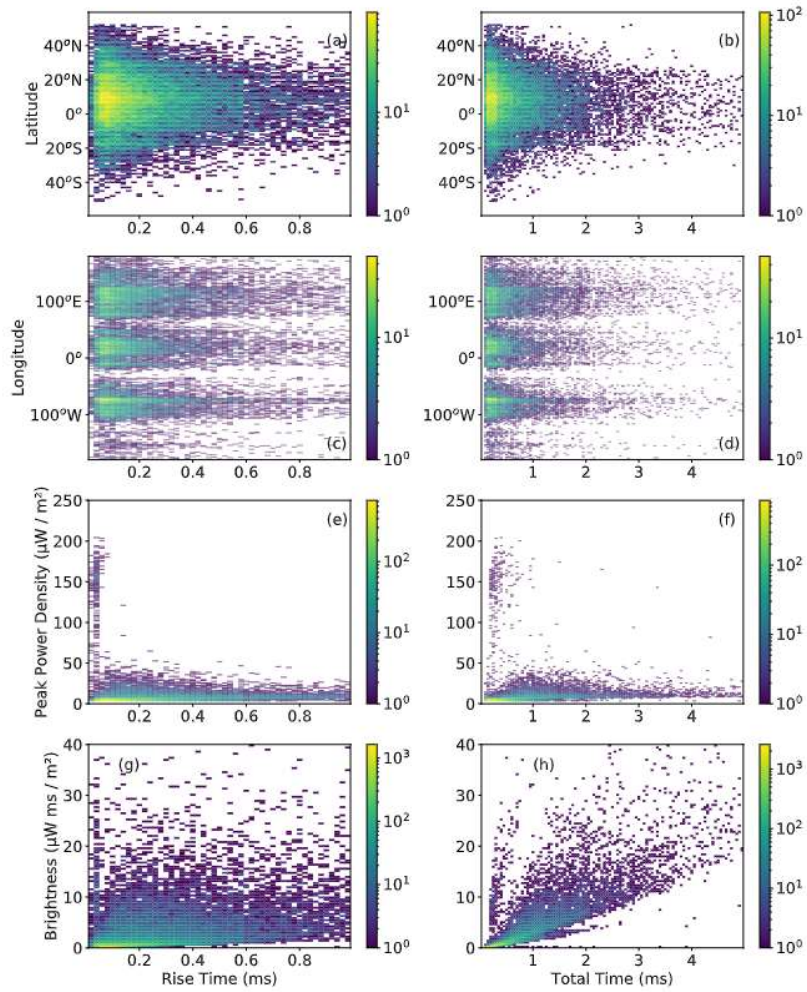 (a)
40°N
20°N
0°
20°S
40°S
Latitude
0.2 0.4 0.6 0.8
10¹
10⁰
(b)
40°N
20°N
0°
20°S
40°S
1 2 3 4
10²
10¹
10⁰
(c)
100°E
0°
100°W
Longitude
0.2 0.4 0.6 0.8
10¹
10⁰
(d)
100°E
0°
100°W
1 2 3 4
10¹
10⁰
(e)
250
200
150
100
50
0
Peak Power Density (μW / m²)
0.2 0.4 0.6 0.8
10²
10¹
10⁰
(f)
250
200
150
100
50
0
1 2 3 4
10²
10¹
10⁰
(g)
40
30
20
10
0
Brightness (μW ms / m²)
0.2 0.4 0.6 0.8
Rise Time (ms)
10³
10²
10¹
10⁰
(h)
40
30
20
10
0
1 2 3 4
Total Time (ms)
10³
10²
10¹
10⁰